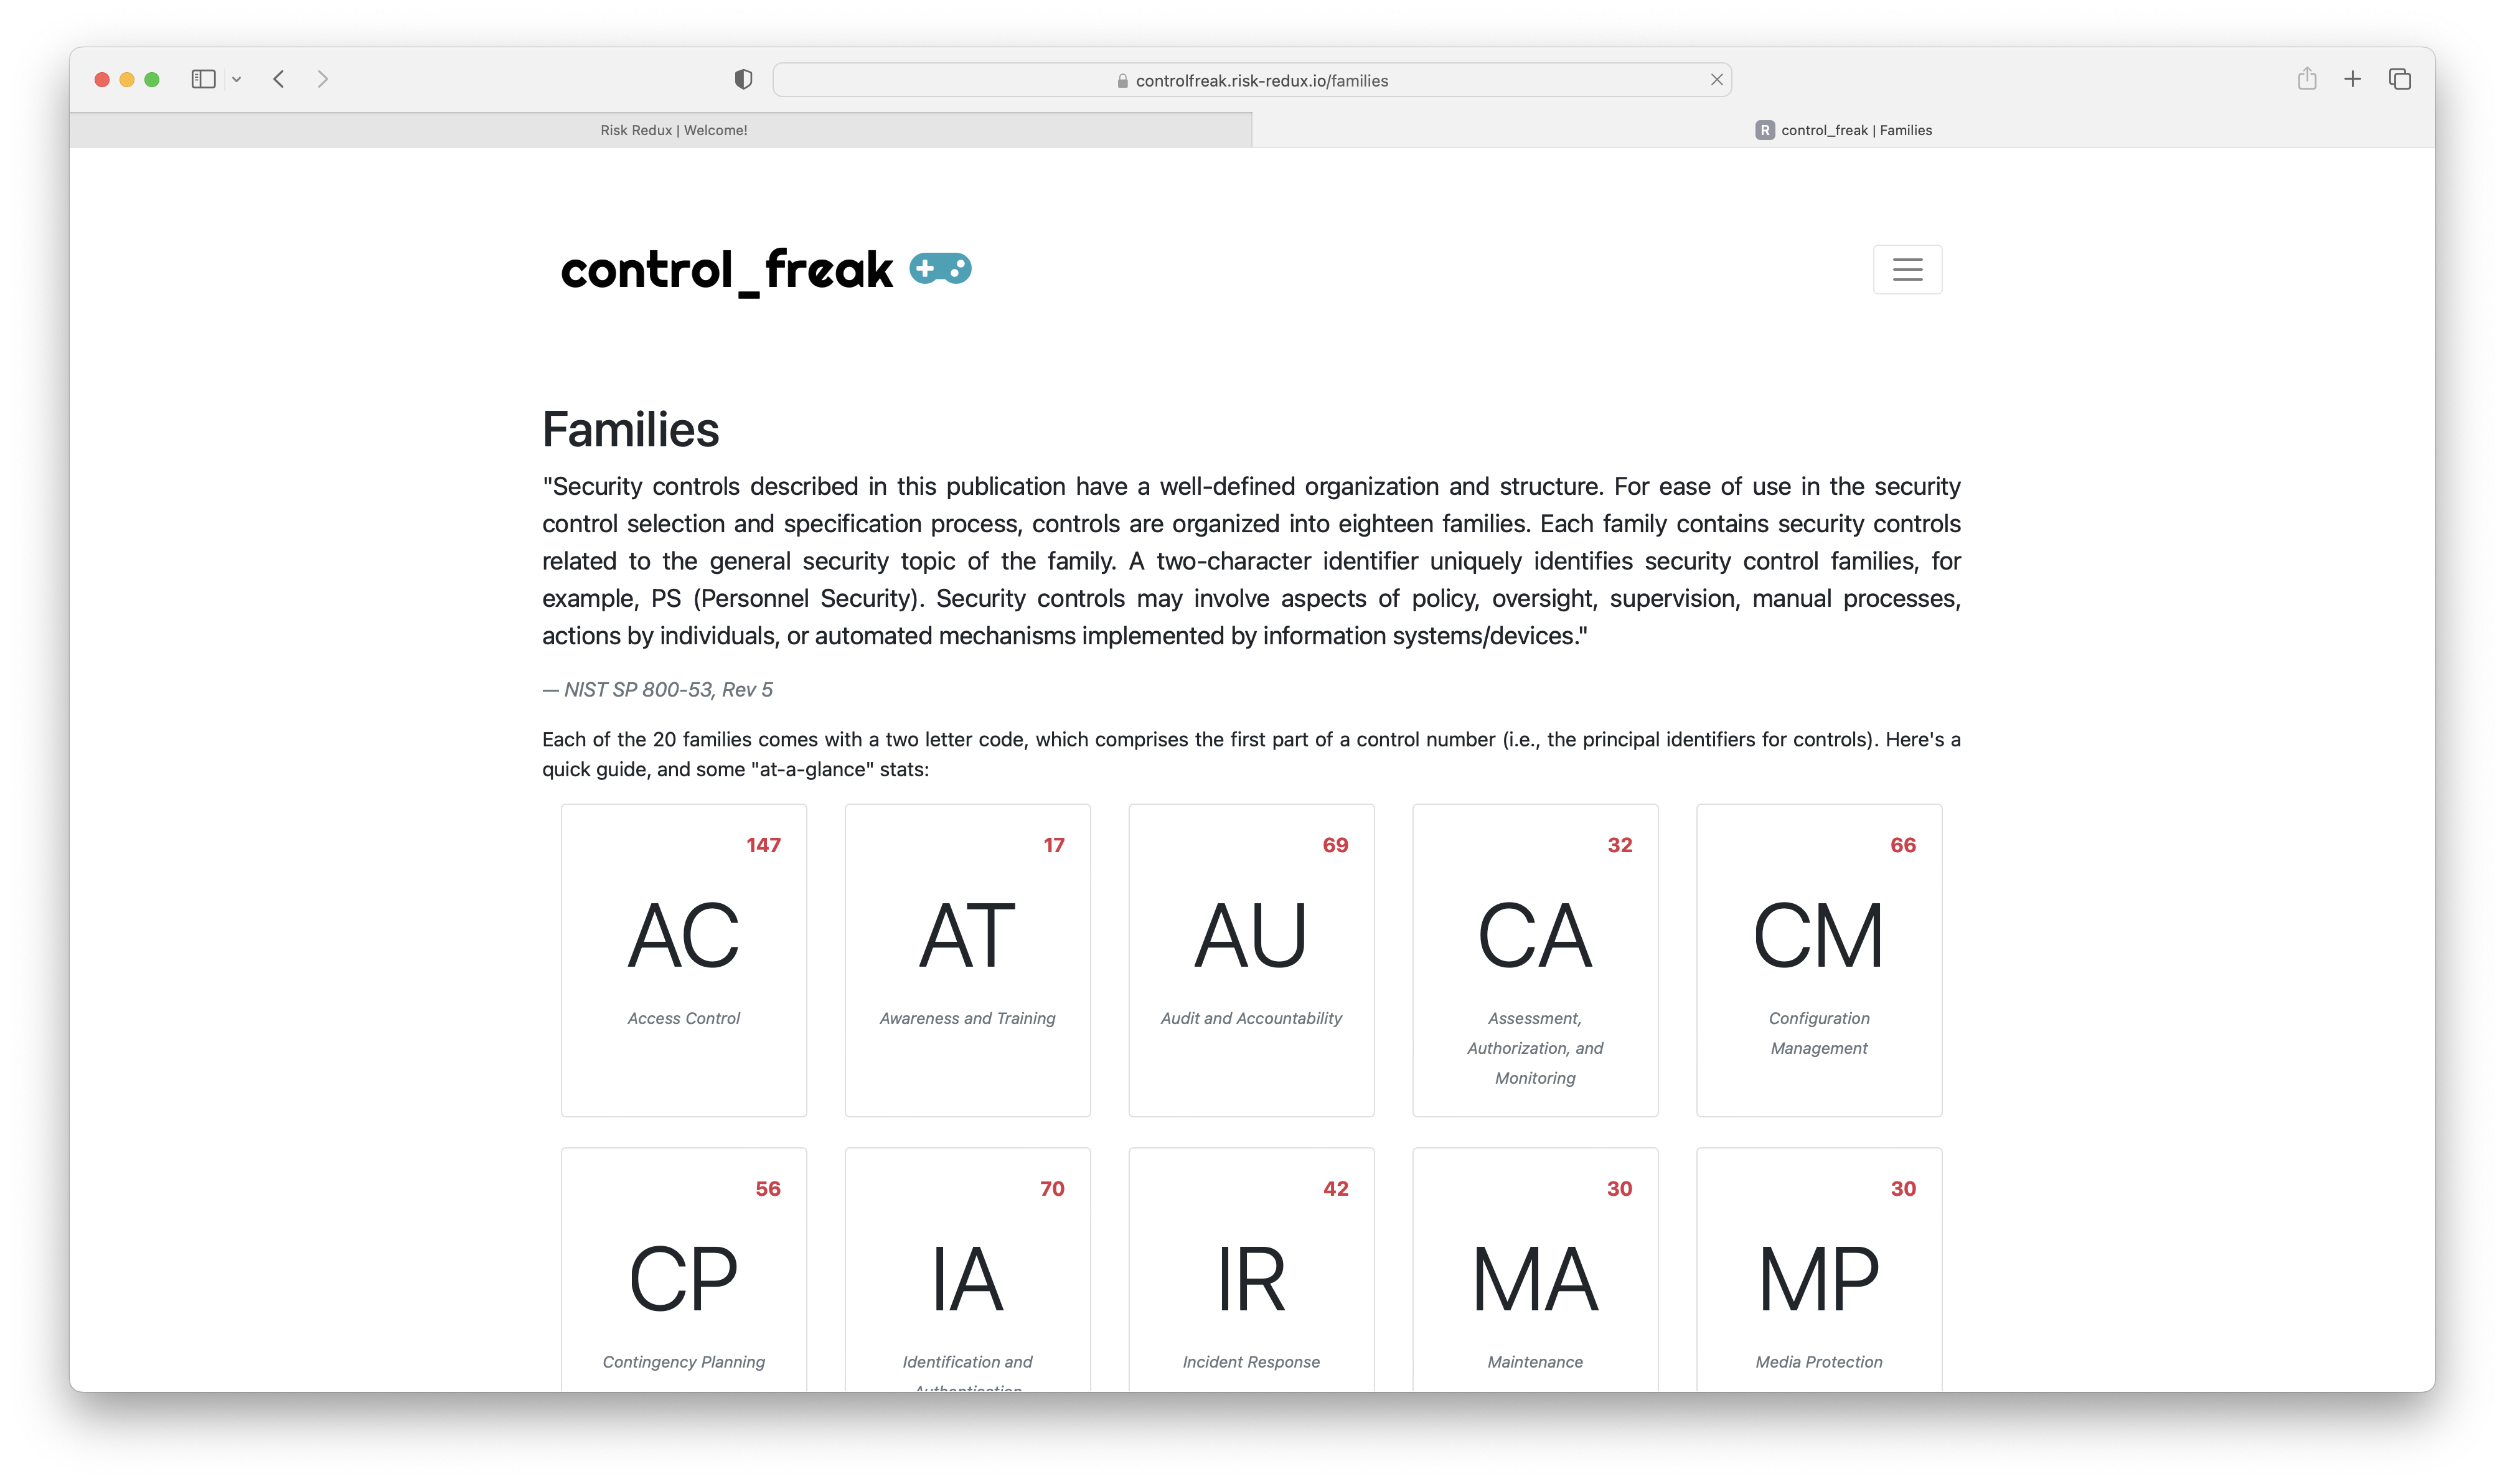 controlfreak.risk-redux.io/families
Risk Redux | Welcome!
R control_freak | Families
control_freak
Families
"Security controls described in this publication have a well-defined organization and structure. For ease of use in the security
control selection and specification process, controls are organized into eighteen families. Each family contains security controls
related to the general security topic of the family. A two-character identifier uniquely identifies security control families, for
example, PS (Personnel Security). Security controls may involve aspects of policy, oversight, supervision, manual processes,
actions by individuals, or automated mechanisms implemented by information systems/devices."
— NIST SP 800-53, Rev 5
Each of the 20 families comes with a two letter code, which comprises the first part of a control number (i.e., the principal identifiers for controls). Here's a
quick guide, and some "at-a-glance" stats:
147
AC
Access Control
17
AT
Awareness and Training
69
AU
Audit and Accountability
32
CA
Assessment,
Authorization, and
Monitoring
66
CM
Configuration
Management
56
CP
Contingency Planning
70
IA
Identification and
Authentication
42
IR
Incident Response
30
MA
Maintenance
30
MP
Media Protection